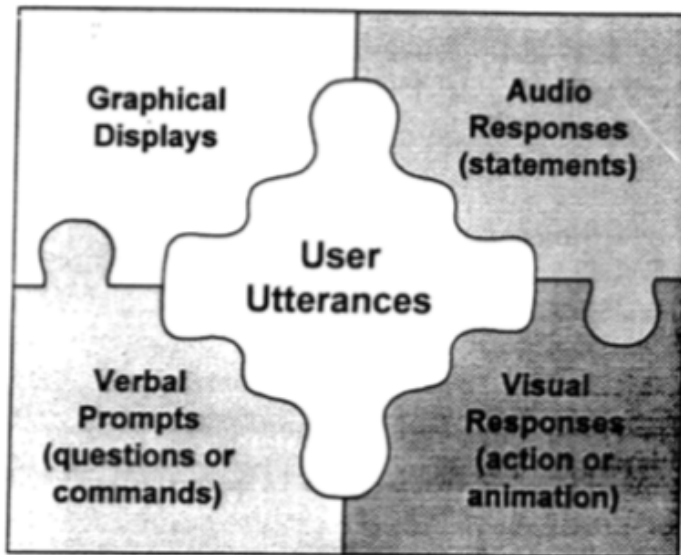 Graphical
Displays
Audio
Responses
(statements)
User
Utterances
Verbal
Prompts
(questions or
commands)
Visual
Responses
(action or
animation)